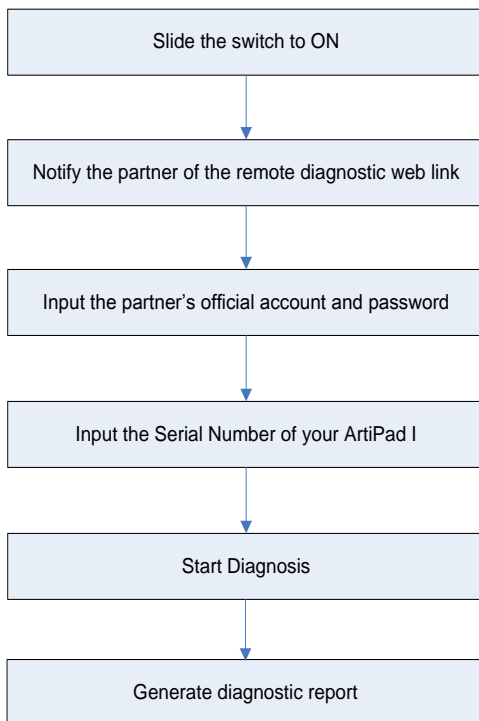 Slide the switch to ON
Notify the partner of the remote diagnostic web link
Input the partner’s official account and password
Input the Serial Number of your ArtiPad I
Start Diagnosis
Generate diagnostic report